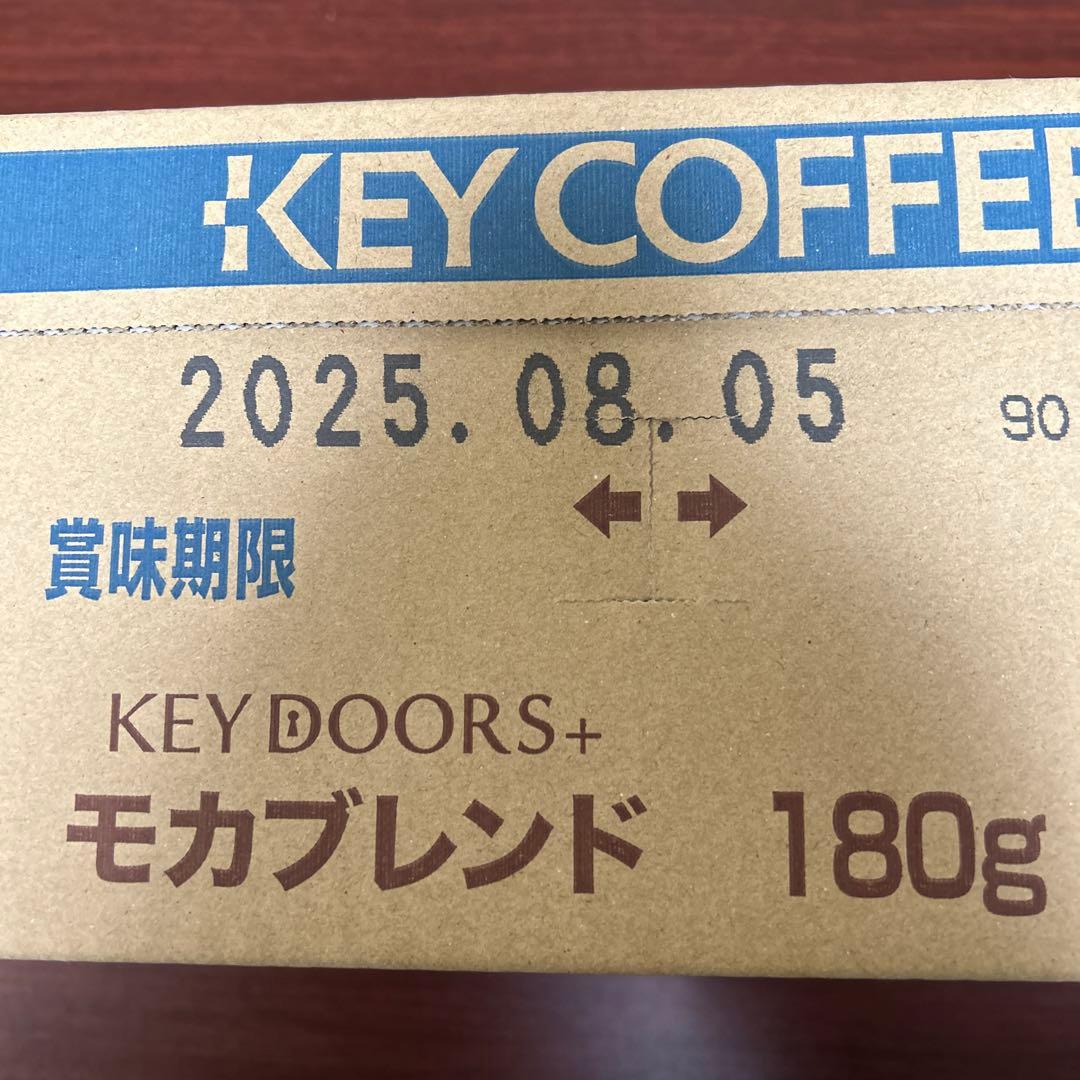 KEY COFFEE
2025.08.05 90
賞味期限
KEY DOORS+
モカブレンド 180g